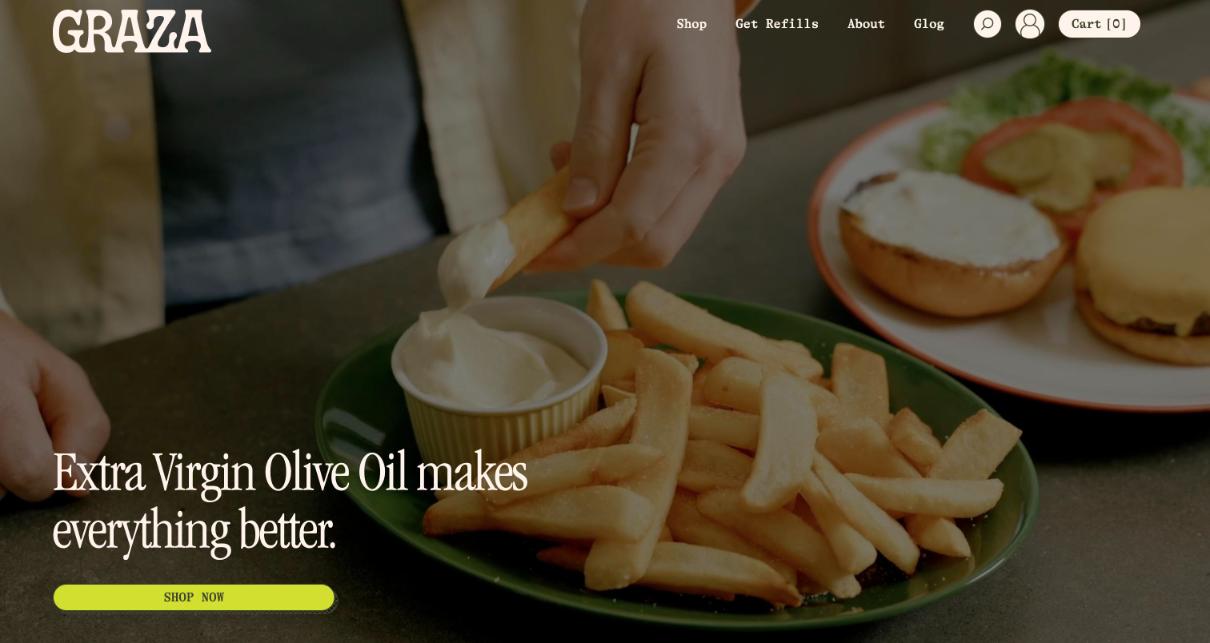 GRAZA
Shop
Get Refills
About
Glog
Cart [0]
Extra Virgin Olive Oil makes
everything better.
SHOP NOW